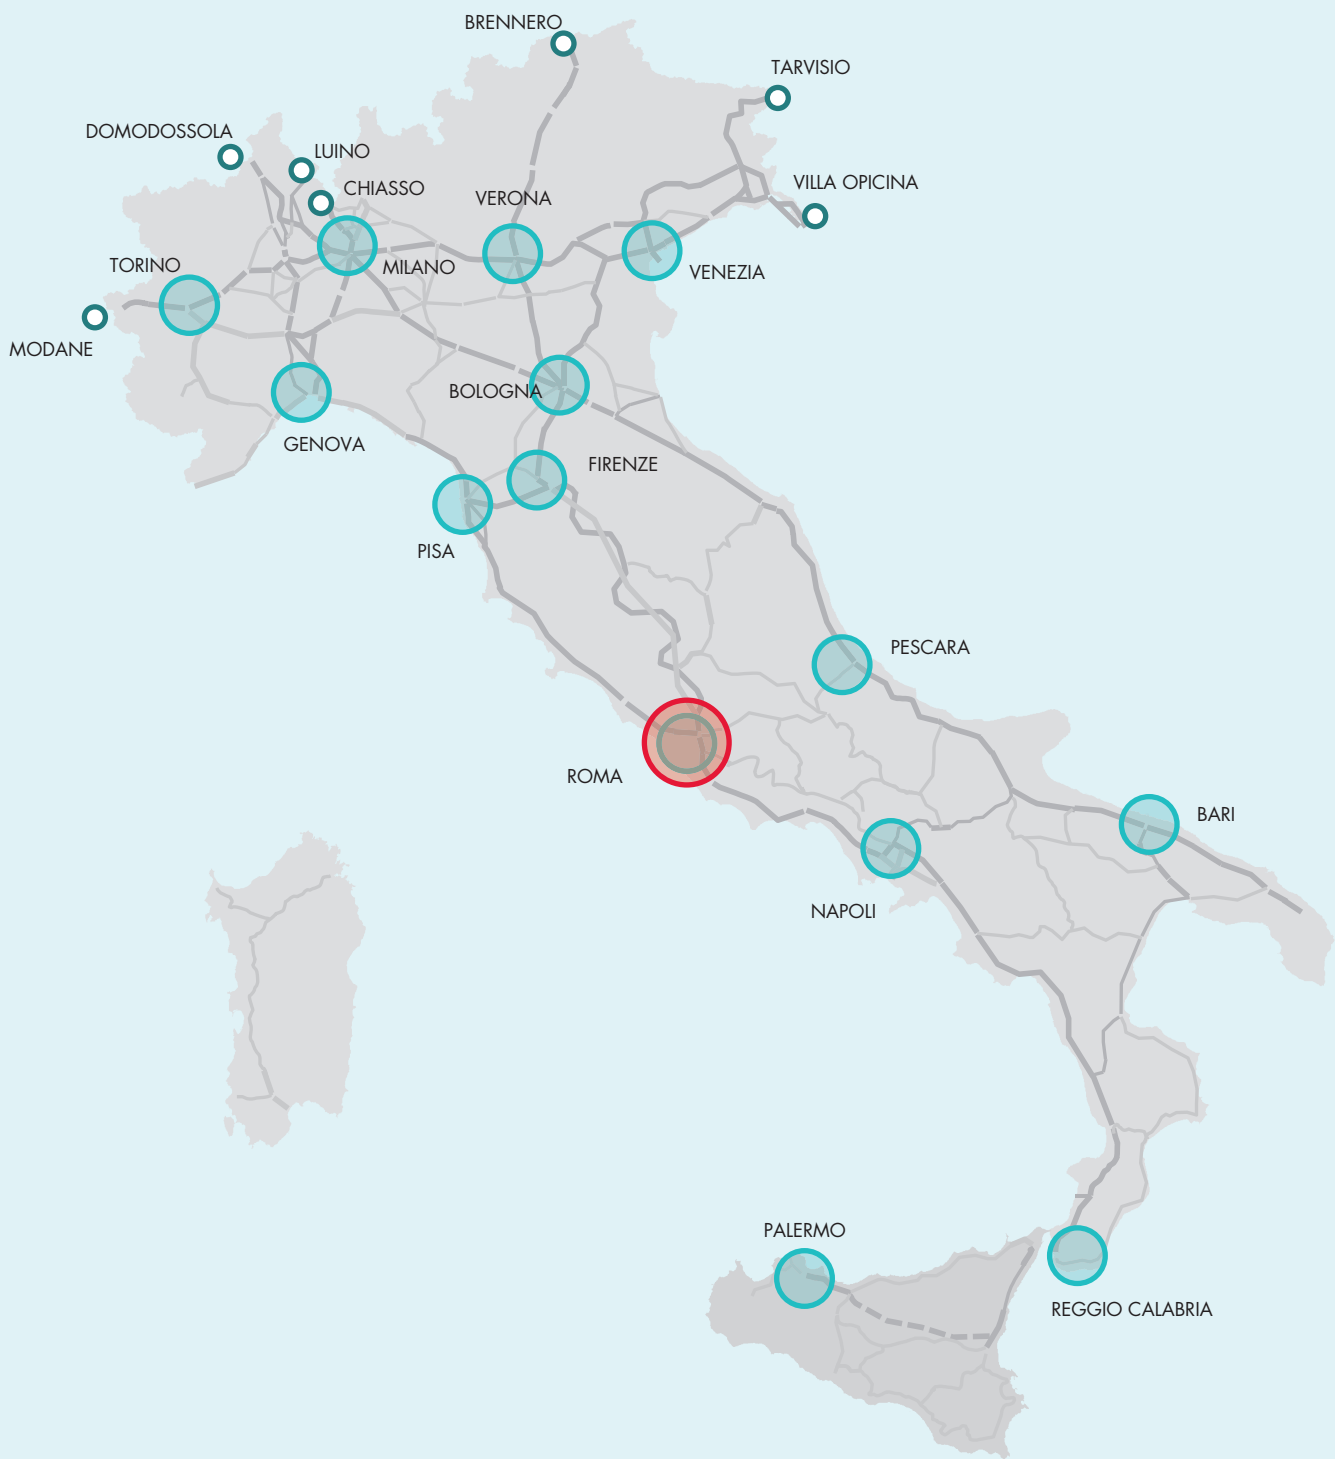 BRENNERO
TARVISIO
DOMODOSSOLA
LUINO
CHIASSO
VILLA OPICINA
VERONA
TORINO
MILANO
VENEZIA
MODANE
BOLOGNA
GENOVA
FIRENZE
PISA
PESCARA
ROMA
BARI
NAPOLI
PALERMO
REGGIO CALABRIA